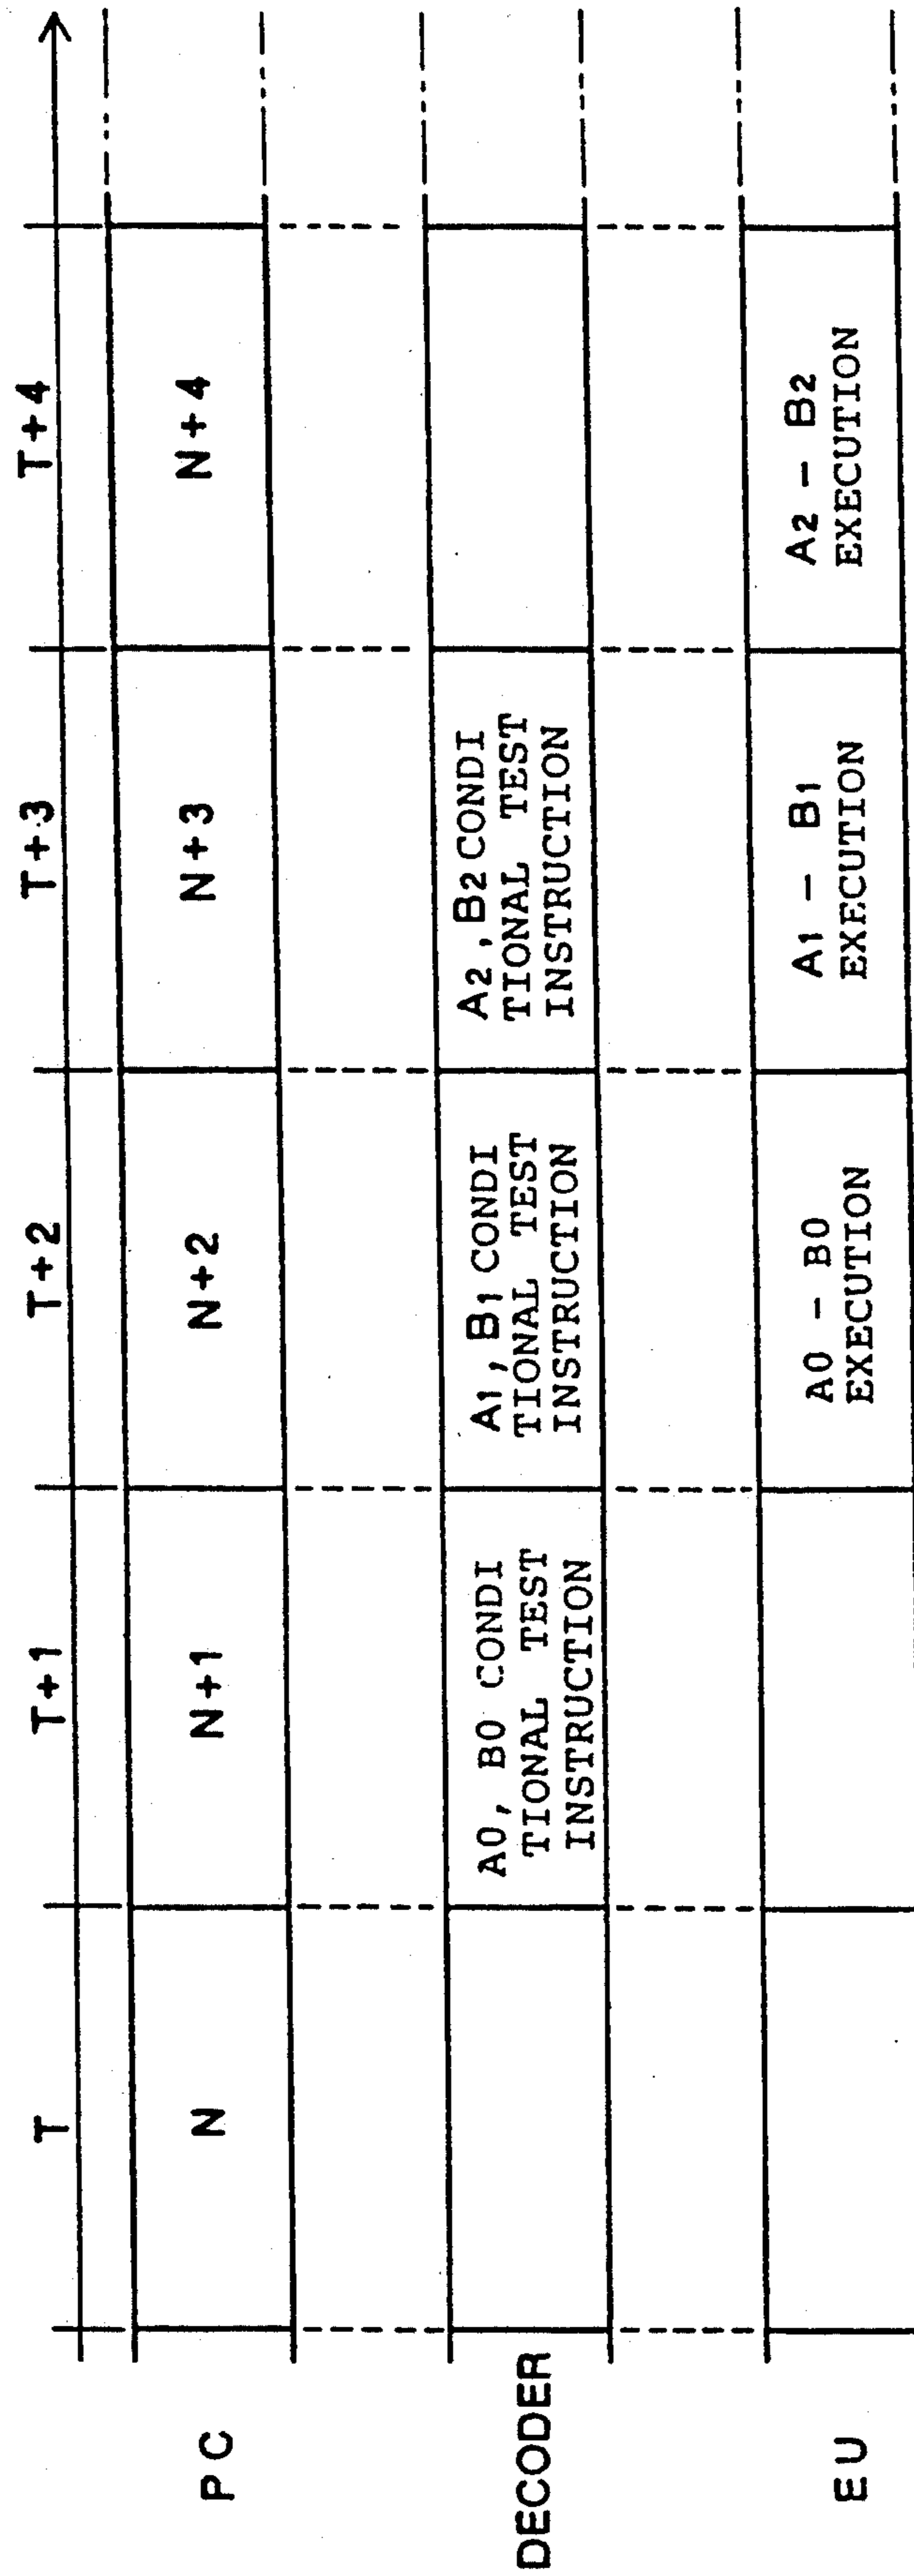 T
T+1
T+2
T+3
T+4
PC
N
N+1
N+2
N+3
N+4
DECODER
A0, B0 CONDI
TIONAL TEST
INSTRUCTION
A1, B1 CONDI
TIONAL TEST
INSTRUCTION
A2, B2 CONDI
TIONAL TEST
INSTRUCTION
EU
A0 - B0
EXECUTION
A1 - B1
EXECUTION
A2 - B2
EXECUTION